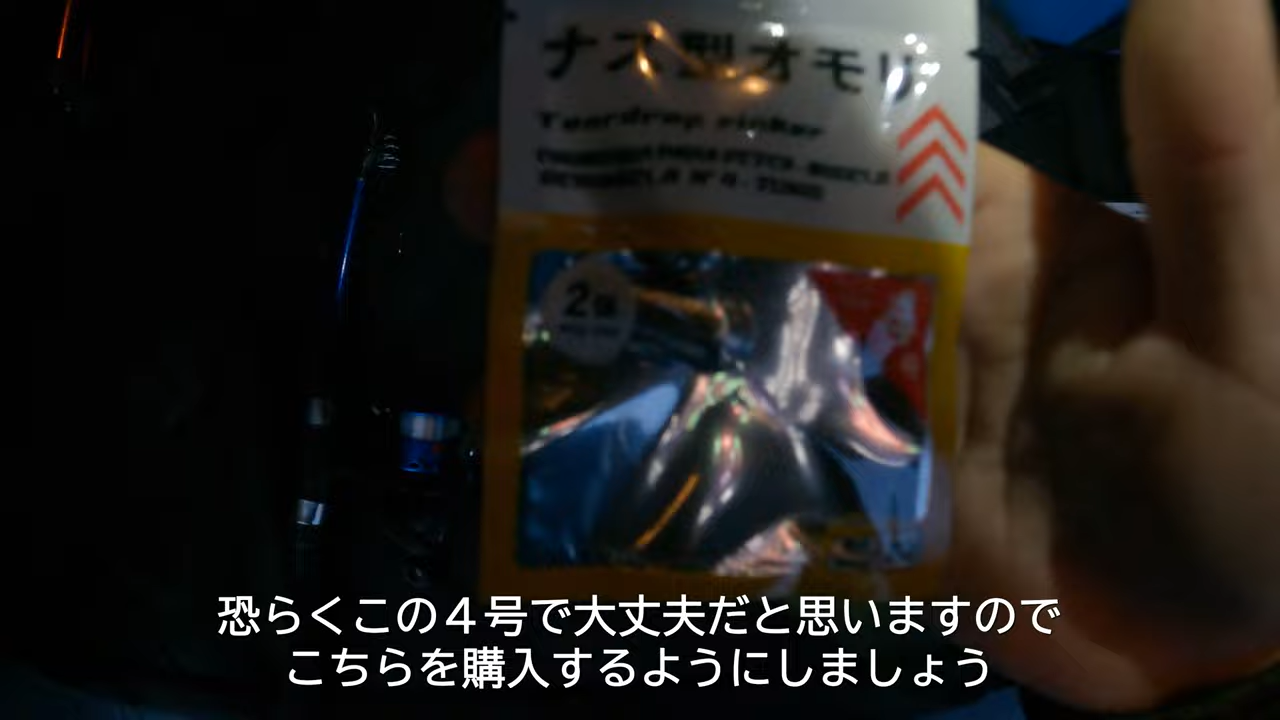 ナス型オモリ
Teardrop sinker
2個
恐らくこの４号で大丈夫だと思いますので
こちらを購入するようにしましょう